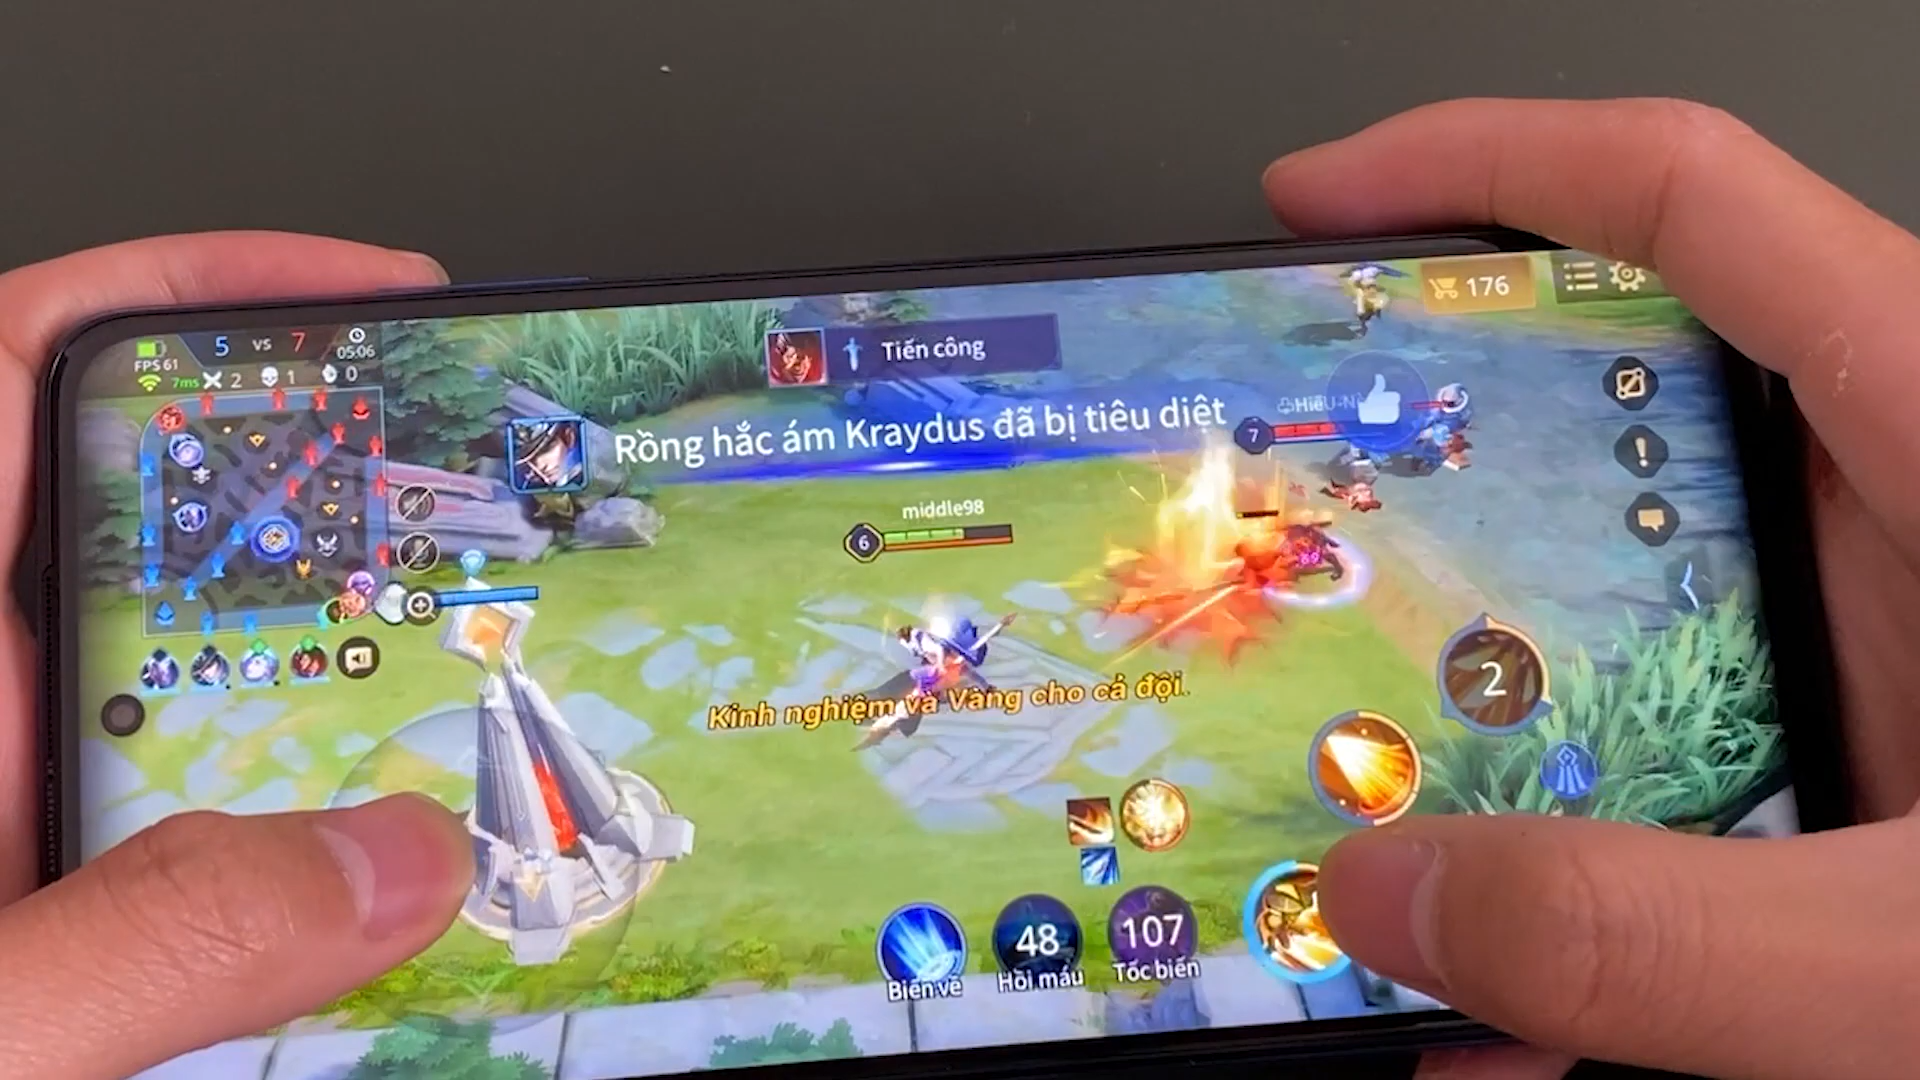 5 vs 7
05:06
FPS 61
7ms 2 1 0
176
Tiến công
Rồng hắc ám Kraydus đã bị tiêu diệt
7
middle98
6
Kinh nghiệm và Vàng cho cả đội.
2
48
107
Biến về
Hồi máu
Tốc biến